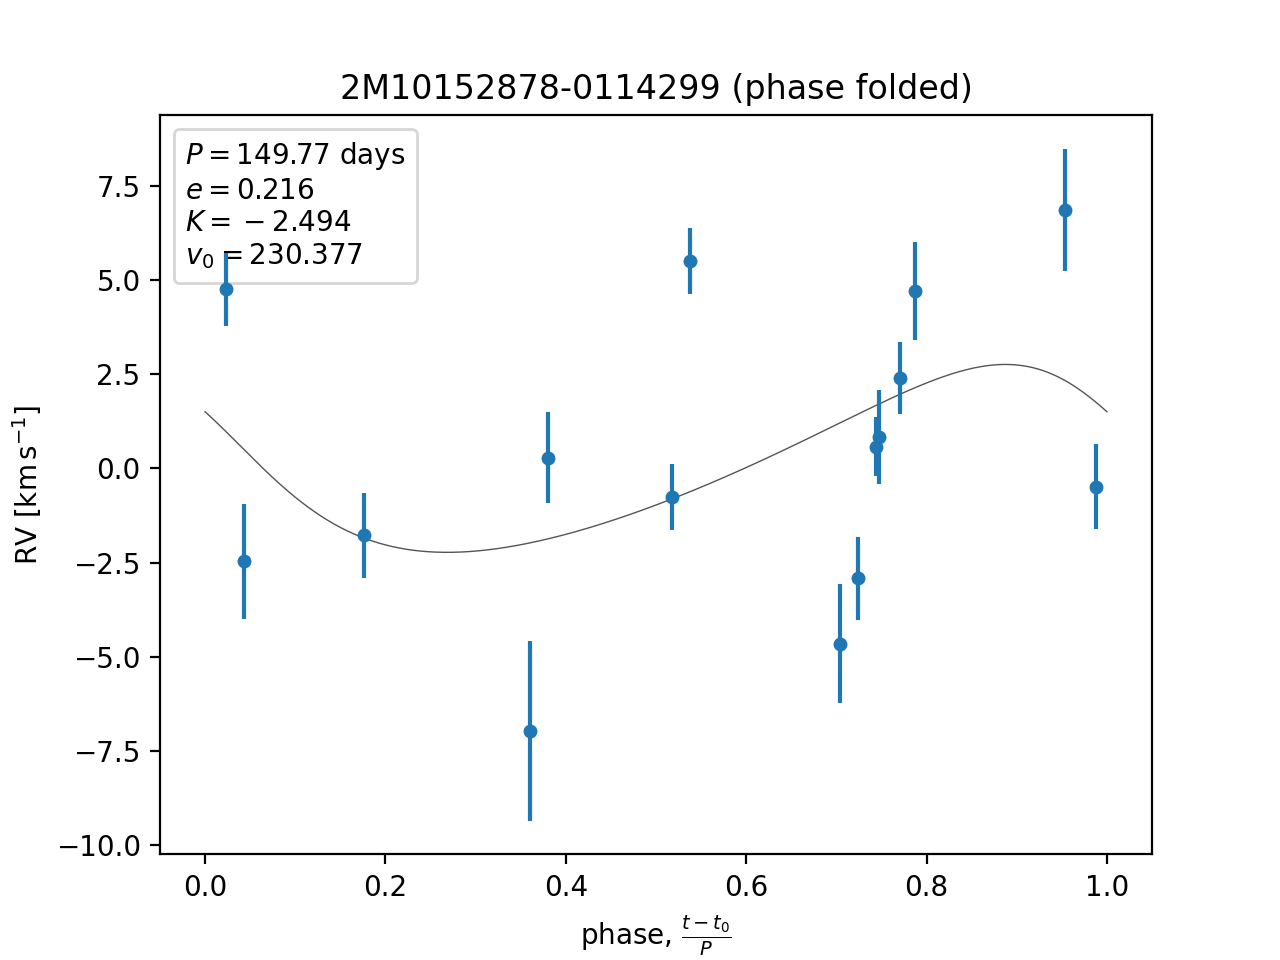 2M10152878-0114299 (phase folded)
P = 149.77 days
e = 0.216
K = −2.494
v₀ = 230.377
7.5
5.0
2.5
0.0
−2.5
−5.0
−7.5
−10.0
RV [km s⁻¹]
0.0 0.2 0.4 0.6 0.8 1.0
phase, (t − t₀)/P